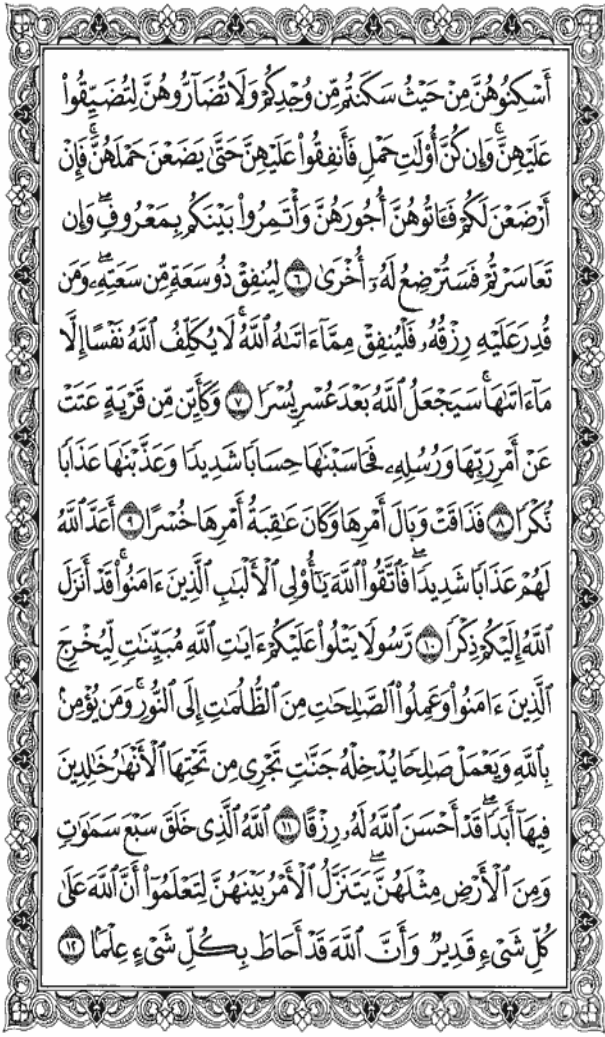 أَسْكِنُوهُنَّ مِنْ حَيْثُ سَكَنتُم مِّن وُجْدِكُمْ وَلَا تُضَآرُّوهُنَّ لِتُضَيِّقُوا۟
عَلَيْهِنَّ ۚ وَإِن كُنَّ أُو۟لَٰتِ حَمْلٍ فَأَنفِقُوا۟ عَلَيْهِنَّ حَتَّىٰ يَضَعْنَ حَمْلَهُنَّ ۚ فَإِنْ
أَرْضَعْنَ لَكُمْ فَـَٔاتُوهُنَّ أُجُورَهُنَّ وَأْتَمِرُوا۟ بَيْنَكُم بِمَعْرُوفٍ ۖ وَإِن
تَعَاسَرْتُمْ فَسَتُرْضِعُ لَهُۥٓ أُخْرَىٰ ٦ لِيُنفِقْ ذُو سَعَةٍ مِّن سَعَتِهِۦ ۖ وَمَن
قُدِرَ عَلَيْهِ رِزْقُهُۥ فَلْيُنفِقْ مِمَّآ ءَاتَىٰهُ ٱللَّهُ ۚ لَا يُكَلِّفُ ٱللَّهُ نَفْسًا إِلَّا
مَآ ءَاتَىٰهَا ۚ سَيَجْعَلُ ٱللَّهُ بَعْدَ عُسْرٍ يُسْرًا ٧ وَكَأَيِّن مِّن قَرْيَةٍ عَتَتْ
عَنْ أَمْرِ رَبِّهَا وَرُسُلِهِۦ فَحَاسَبْنَٰهَا حِسَابًا شَدِيدًا وَعَذَّبْنَٰهَا عَذَابًا
نُّكْرًا ٨ فَذَاقَتْ وَبَالَ أَمْرِهَا وَكَانَ عَٰقِبَةُ أَمْرِهَا خُسْرًا ٩ أَعَدَّ ٱللَّهُ
لَهُمْ عَذَابًا شَدِيدًا ۖ فَٱتَّقُوا۟ ٱللَّهَ يَٰٓأُو۟لِى ٱلْأَلْبَٰبِ ٱلَّذِينَ ءَامَنُوا۟ ۚ قَدْ أَنزَلَ
ٱللَّهُ إِلَيْكُمْ ذِكْرًا ١٠ رَّسُولًا يَتْلُوا۟ عَلَيْكُمْ ءَايَٰتِ ٱللَّهِ مُبَيِّنَٰتٍ لِّيُخْرِجَ
ٱلَّذِينَ ءَامَنُوا۟ وَعَمِلُوا۟ ٱلصَّٰلِحَٰتِ مِنَ ٱلظُّلُمَٰتِ إِلَى ٱلنُّورِ ۚ وَمَن يُؤْمِنۢ
بِٱللَّهِ وَيَعْمَلْ صَٰلِحًا يُدْخِلْهُ جَنَّٰتٍ تَجْرِى مِن تَحْتِهَا ٱلْأَنْهَٰرُ خَٰلِدِينَ
فِيهَآ أَبَدًا ۖ قَدْ أَحْسَنَ ٱللَّهُ لَهُۥ رِزْقًا ١١ ٱللَّهُ ٱلَّذِى خَلَقَ سَبْعَ سَمَٰوَٰتٍ
وَمِنَ ٱلْأَرْضِ مِثْلَهُنَّ ۖ يَتَنَزَّلُ ٱلْأَمْرُ بَيْنَهُنَّ لِتَعْلَمُوٓا۟ أَنَّ ٱللَّهَ عَلَىٰ
كُلِّ شَىْءٍ قَدِيرٌ وَأَنَّ ٱللَّهَ قَدْ أَحَاطَ بِكُلِّ شَىْءٍ عِلْمًۢا ١٢